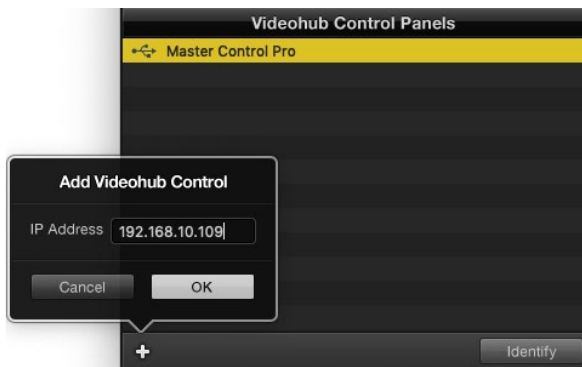 Videohub Control Panels
Master Control Pro
Add Videohub Control
IP Address 192.168.10.109
Cancel OK
+ Identify